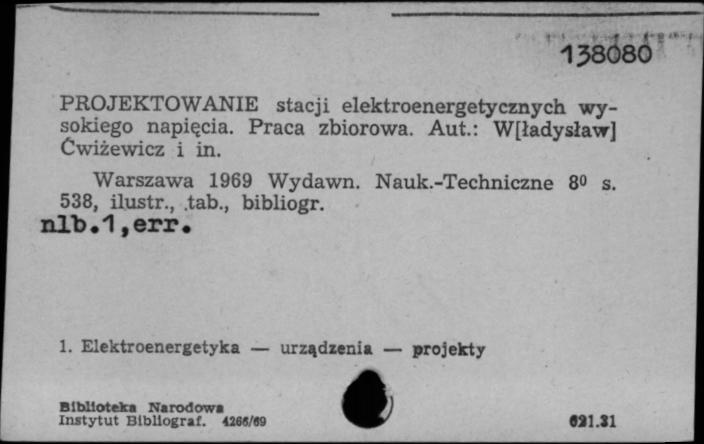 138080
PROJEKTOWANIE stacji elektroenergetycznych wy-
sokiego napięcia. Praca zbiorowa. Aut.: W[ładysław]
Ćwiżewicz i in.
Warszawa 1969 Wydawn. Nauk.-Techniczne 8⁰ s.
538, ilustr., tab., bibliogr.
nlb.1,err.
1. Elektroenergetyka — urządzenia — projekty
Biblioteka Narodowa
Instytut Bibliograf. 4266/69
621.31